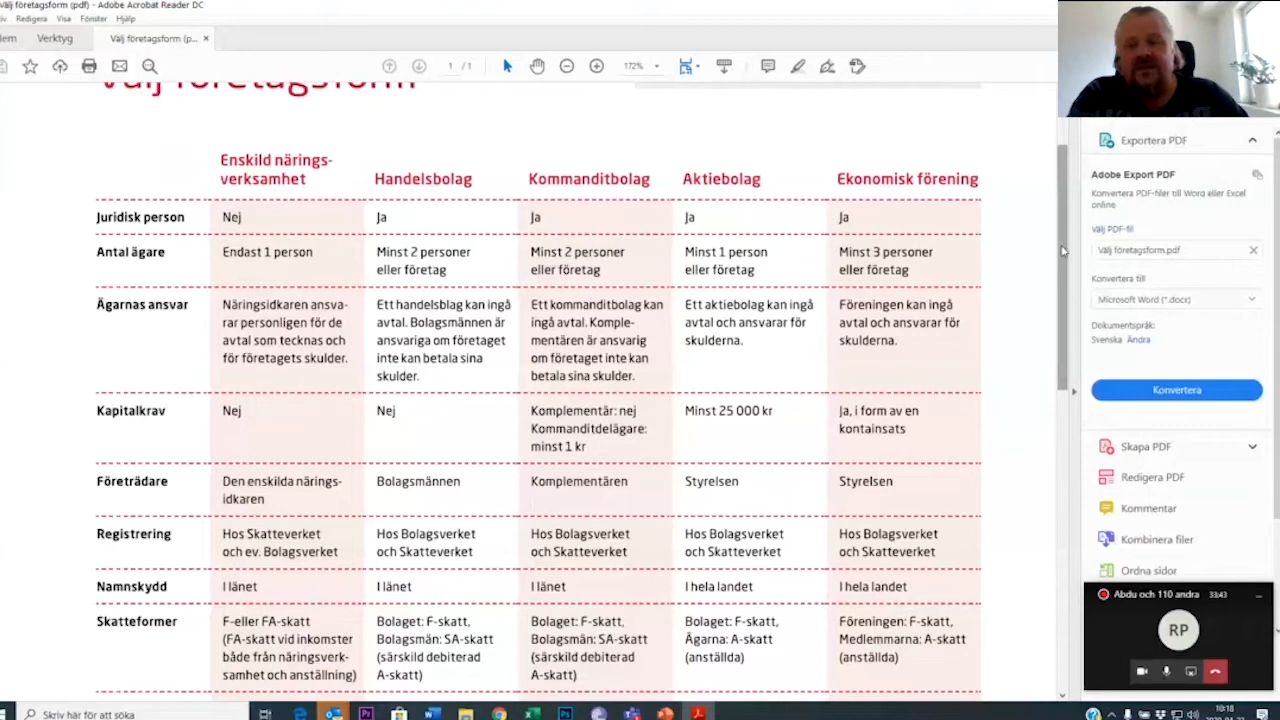 Välj företagsform (pdf) - Adobe Acrobat Reader DC
Redigera Visa Fönster Hjälp
Verktyg
Välj företagsform (p... ×
1 / 1
172%
Välj företagsform
Enskild närings-
verksamhet
Handelsbolag
Kommanditbolag
Aktiebolag
Ekonomisk förening
Juridisk person
Nej
Ja
Ja
Ja
Ja
Antal ägare
Endast 1 person
Minst 2 personer
eller företag
Minst 2 personer
eller företag
Minst 1 person
eller företag
Minst 3 personer
eller företag
Ägarnas ansvar
Näringsidkaren ansva-
rar personligen för de
avtal som tecknas och
för företagets skulder.
Ett handelsblag kan ingå
avtal. Bolagsmännen är
ansvariga om företaget
inte kan betala sina
skulder.
Ett kommanditbolag kan
ingå avtal. Komple-
mentären är ansvarig
om företaget inte kan
betala sina skulder.
Ett aktiebolag kan ingå
avtal och ansvarar för
skulderna.
Föreningen kan ingå
avtal och ansvarar för
skulderna.
Kapitalkrav
Nej
Nej
Komplementär: nej
Kommanditdelägare:
minst 1 kr
Minst 25 000 kr
Ja, i form av en
kontainsats
Företrädare
Den enskilda närings-
idkaren
Bolagsmännen
Komplementären
Styrelsen
Styrelsen
Registrering
Hos Skatteverket
och ev. Bolagsverket
Hos Bolagsverket
och Skatteverket
Hos Bolagsverket
och Skatteverket
Hos Bolagsverket
och Skatteverket
Hos Bolagsverket
och Skatteverket
Namnskydd
I länet
I länet
I länet
I hela landet
I hela landet
Skatteformer
F-eller FA-skatt
(FA-skatt vid inkomster
både från näringsverk-
samhet och anställning)
Bolaget: F-skatt,
Bolagsmän: SA-skatt
(särskild debiterad
A-skatt)
Bolaget: F-skatt,
Bolagsmän: SA-skatt
(särskild debiterad
A-skatt)
Bolaget: F-skatt,
Ägarna: A-skatt
(anställda)
Föreningen: F-skatt,
Medlemmarna: A-skatt
(anställda)
Exportera PDF
Adobe Export PDF
Konvertera PDF-filer till Word eller Excel
online
Välj PDF-fil
Välj företagsform.pdf
Konvertera till
Microsoft Word (*.docx)
Dokumentspråk:
Svenska Ändra
Konvertera
Skapa PDF
Redigera PDF
Kommentar
Kombinera filer
Ordna sidor
Abdu och 110 andra 33:43
RP
Skriv här för att söka
10:18